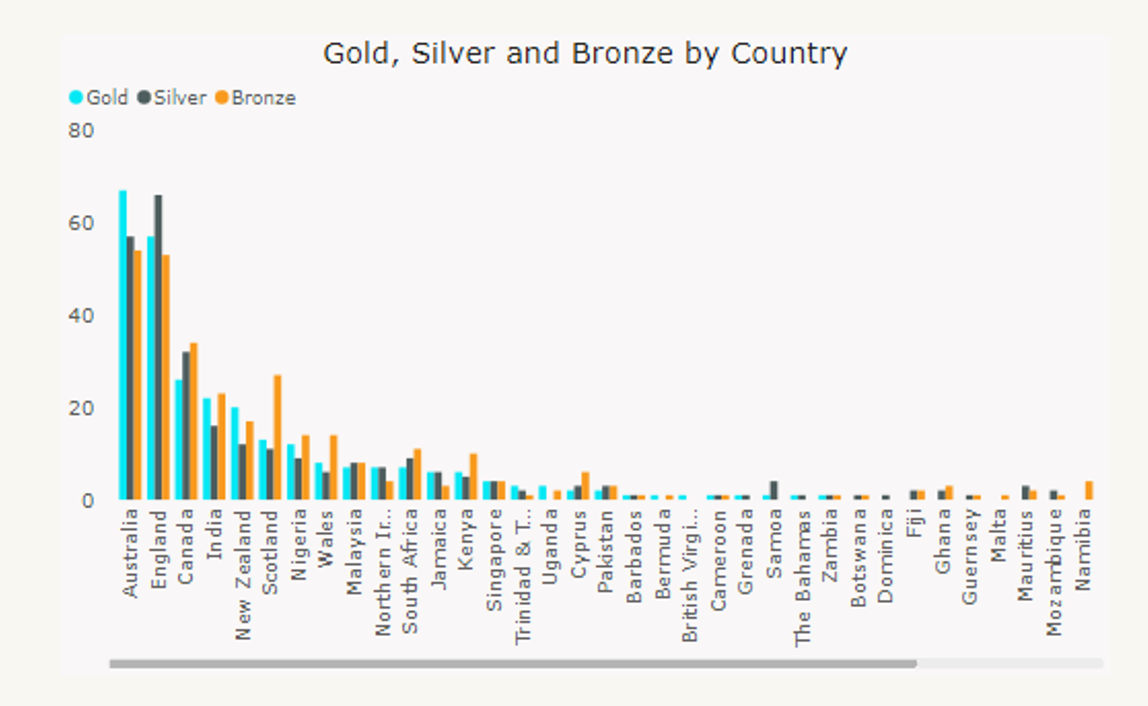 Gold, Silver and Bronze by Country
Gold Silver Bronze
80
60
40
20
0
Australia
England
Canada
India
New Zealand
Scotland
Nigeria
Wales
Malaysia
Northern Ir...
South Africa
Jamaica
Kenya
Singapore
Trinidad & T...
Uganda
Cyprus
Pakistan
Barbados
Bermuda
British Virgi...
Cameroon
Grenada
Samoa
The Bahamas
Zambia
Botswana
Dominica
Fiji
Ghana
Guernsey
Malta
Mauritius
Mozambique
Namibia